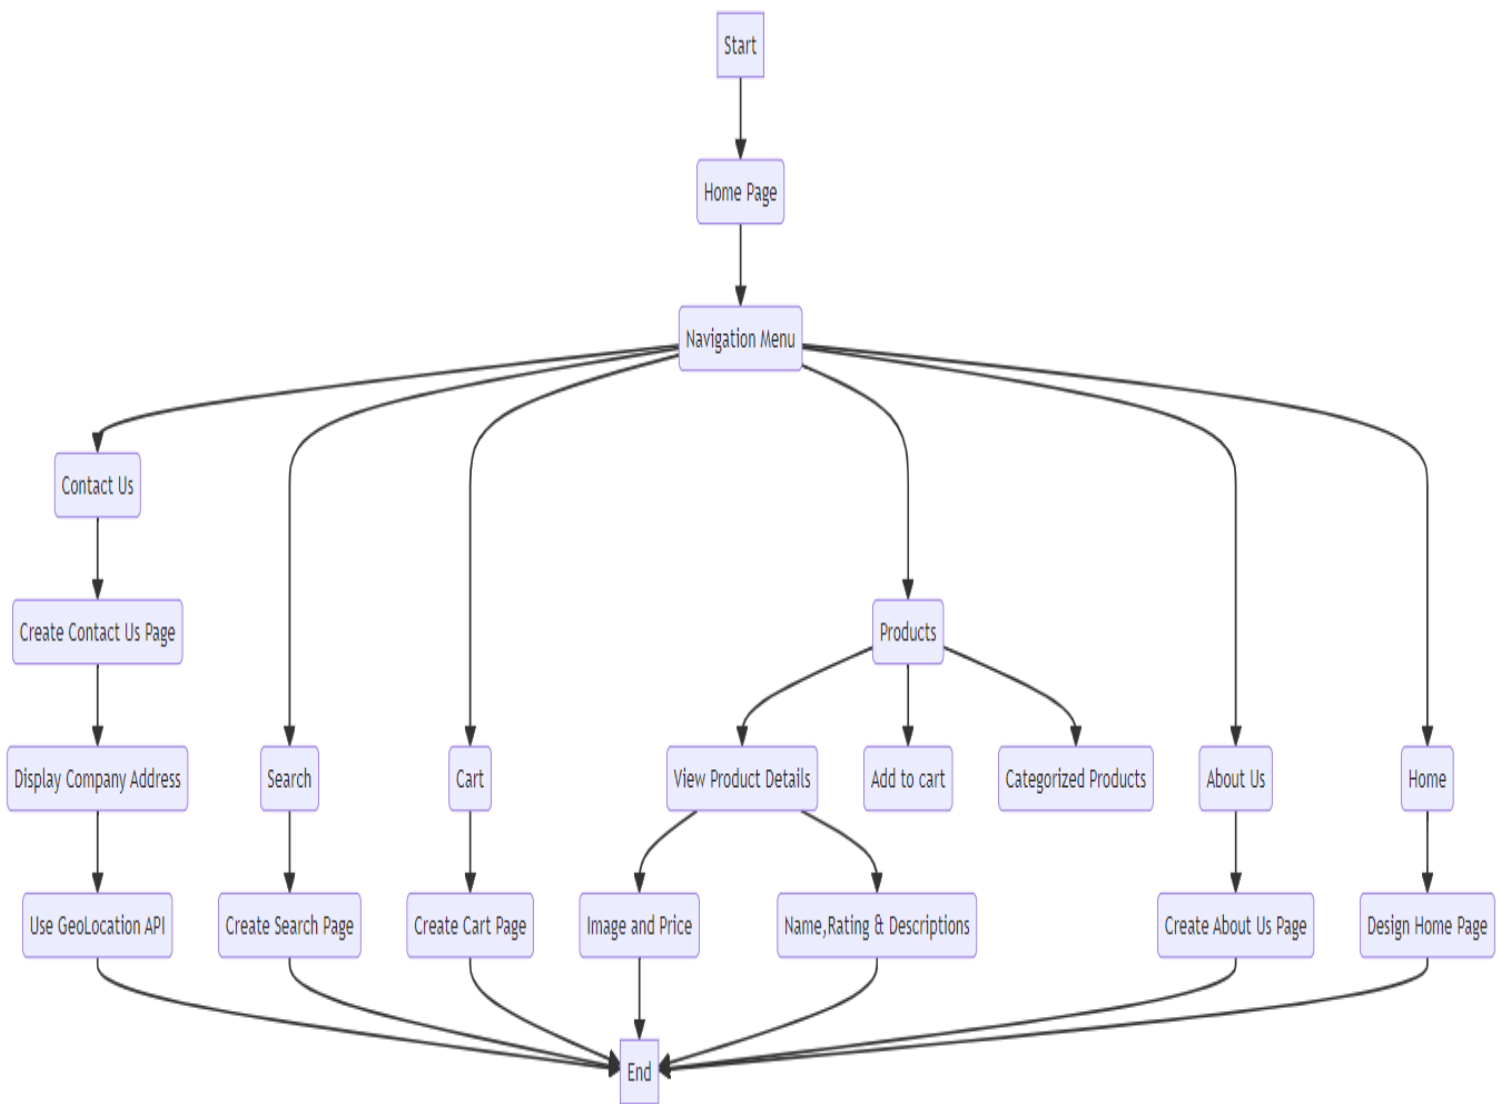 Start
Home Page
Navigation Menu
Contact Us
Create Contact Us Page
Products
Display Company Address
Search
Cart
View Product Details
Add to cart
Categorized Products
About Us
Home
Use GeoLocation API
Create Search Page
Create Cart Page
Image and Price
Name,Rating & Descriptions
Create About Us Page
Design Home Page
End